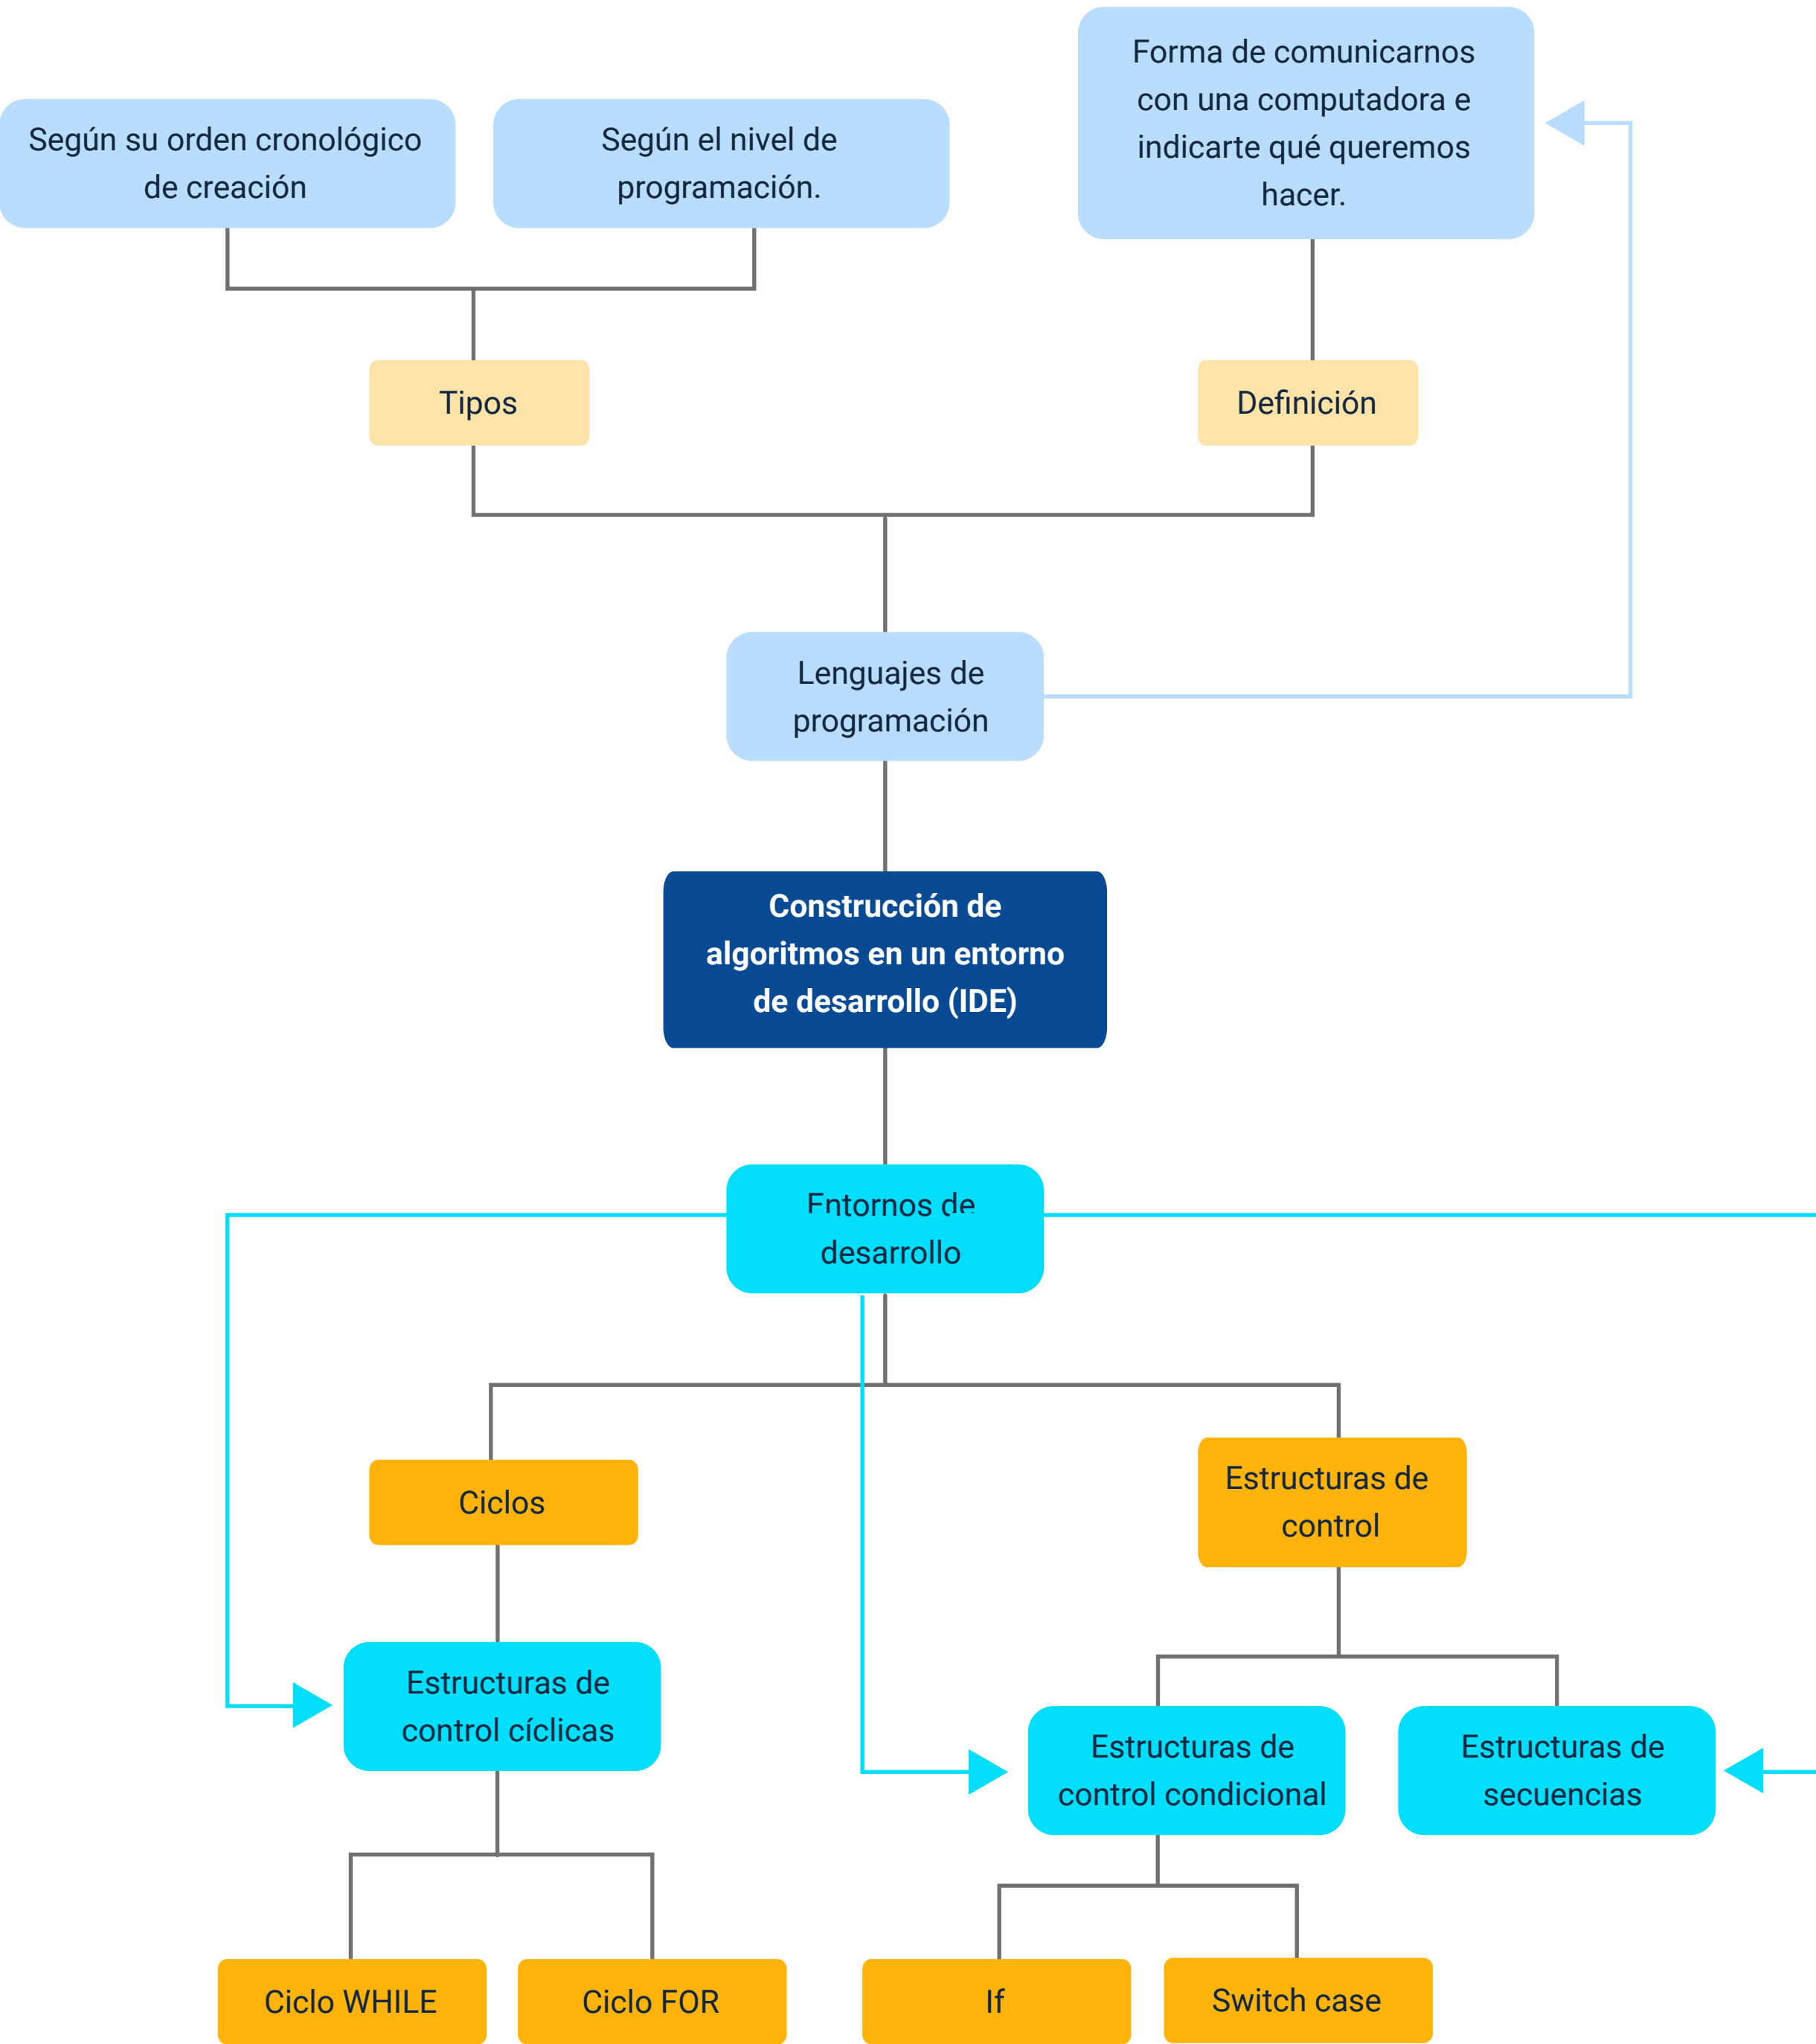 Forma de comunicarnos
con una computadora e
indicarte qué queremos
hacer.
Según su orden cronológico
de creación
Según el nivel de
programación.
Tipos
Definición
Lenguajes de
programación
Construcción de
algoritmos en un entorno
de desarrollo (IDE)
Entornos de
desarrollo
Ciclos
Estructuras de
control
Estructuras de
control cíclicas
Estructuras de
control condicional
Estructuras de
secuencias
Ciclo WHILE
Ciclo FOR
If
Switch case